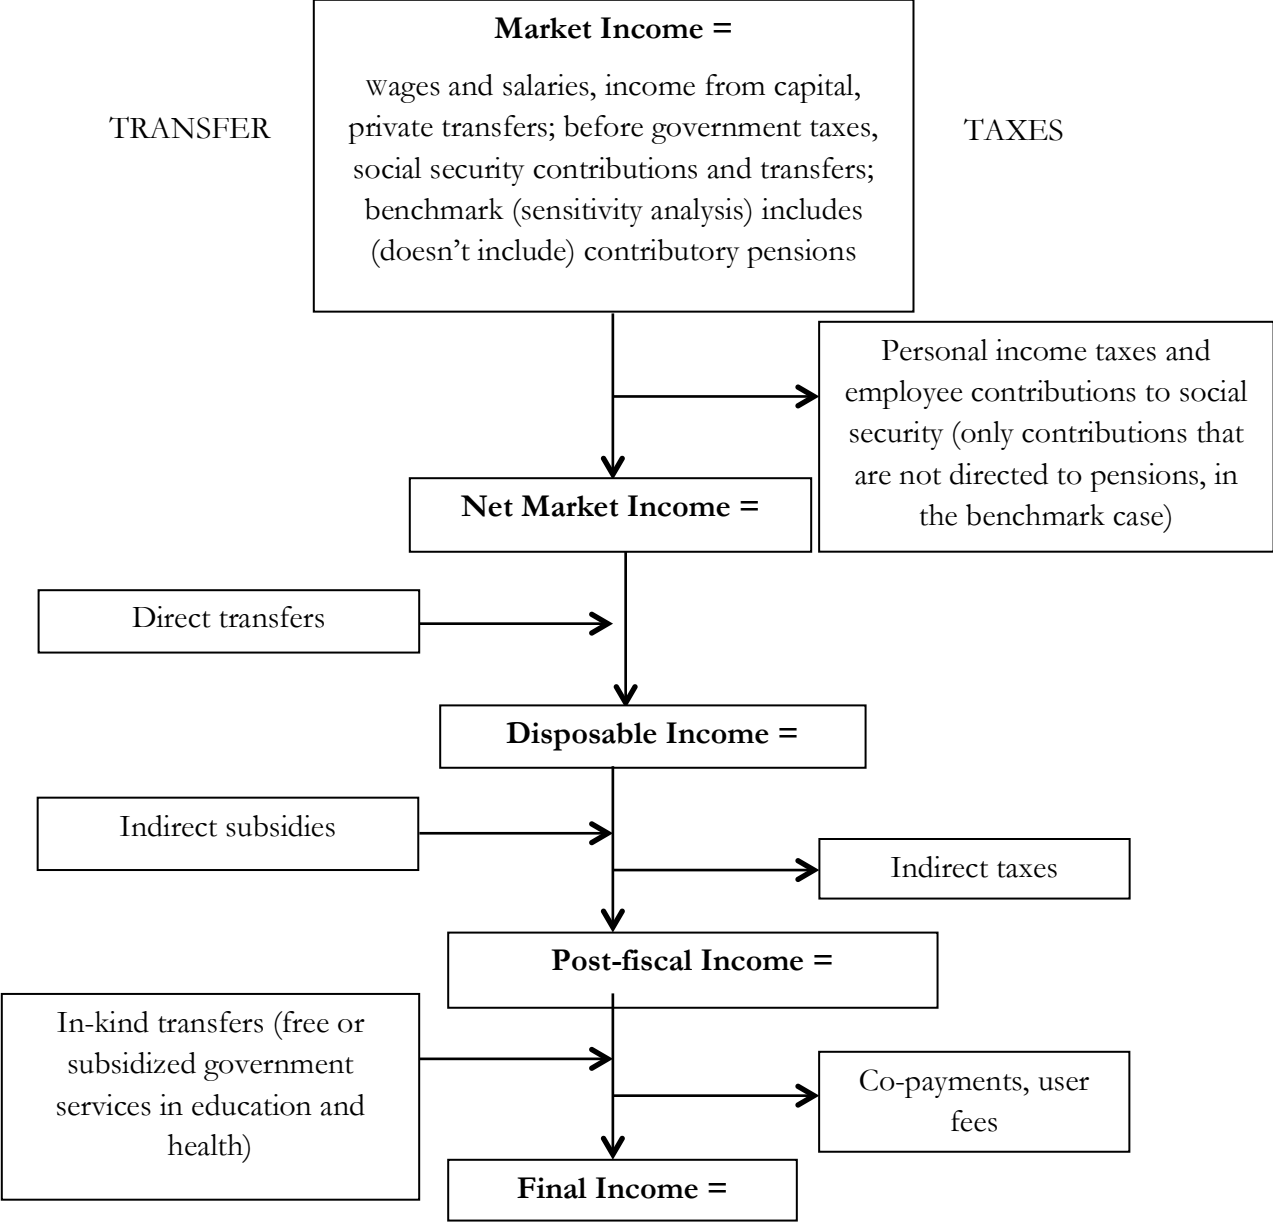 Market Income =
wages and salaries, income from capital,
private transfers; before government taxes,
social security contributions and transfers;
benchmark (sensitivity analysis) includes
(doesn’t include) contributory pensions
TRANSFER
TAXES
Personal income taxes and
employee contributions to social
security (only contributions that
are not directed to pensions, in
the benchmark case)
Net Market Income =
Direct transfers
Disposable Income =
Indirect subsidies
Indirect taxes
Post-fiscal Income =
In-kind transfers (free or
subsidized government
services in education and
health)
Co-payments, user
fees
Final Income =